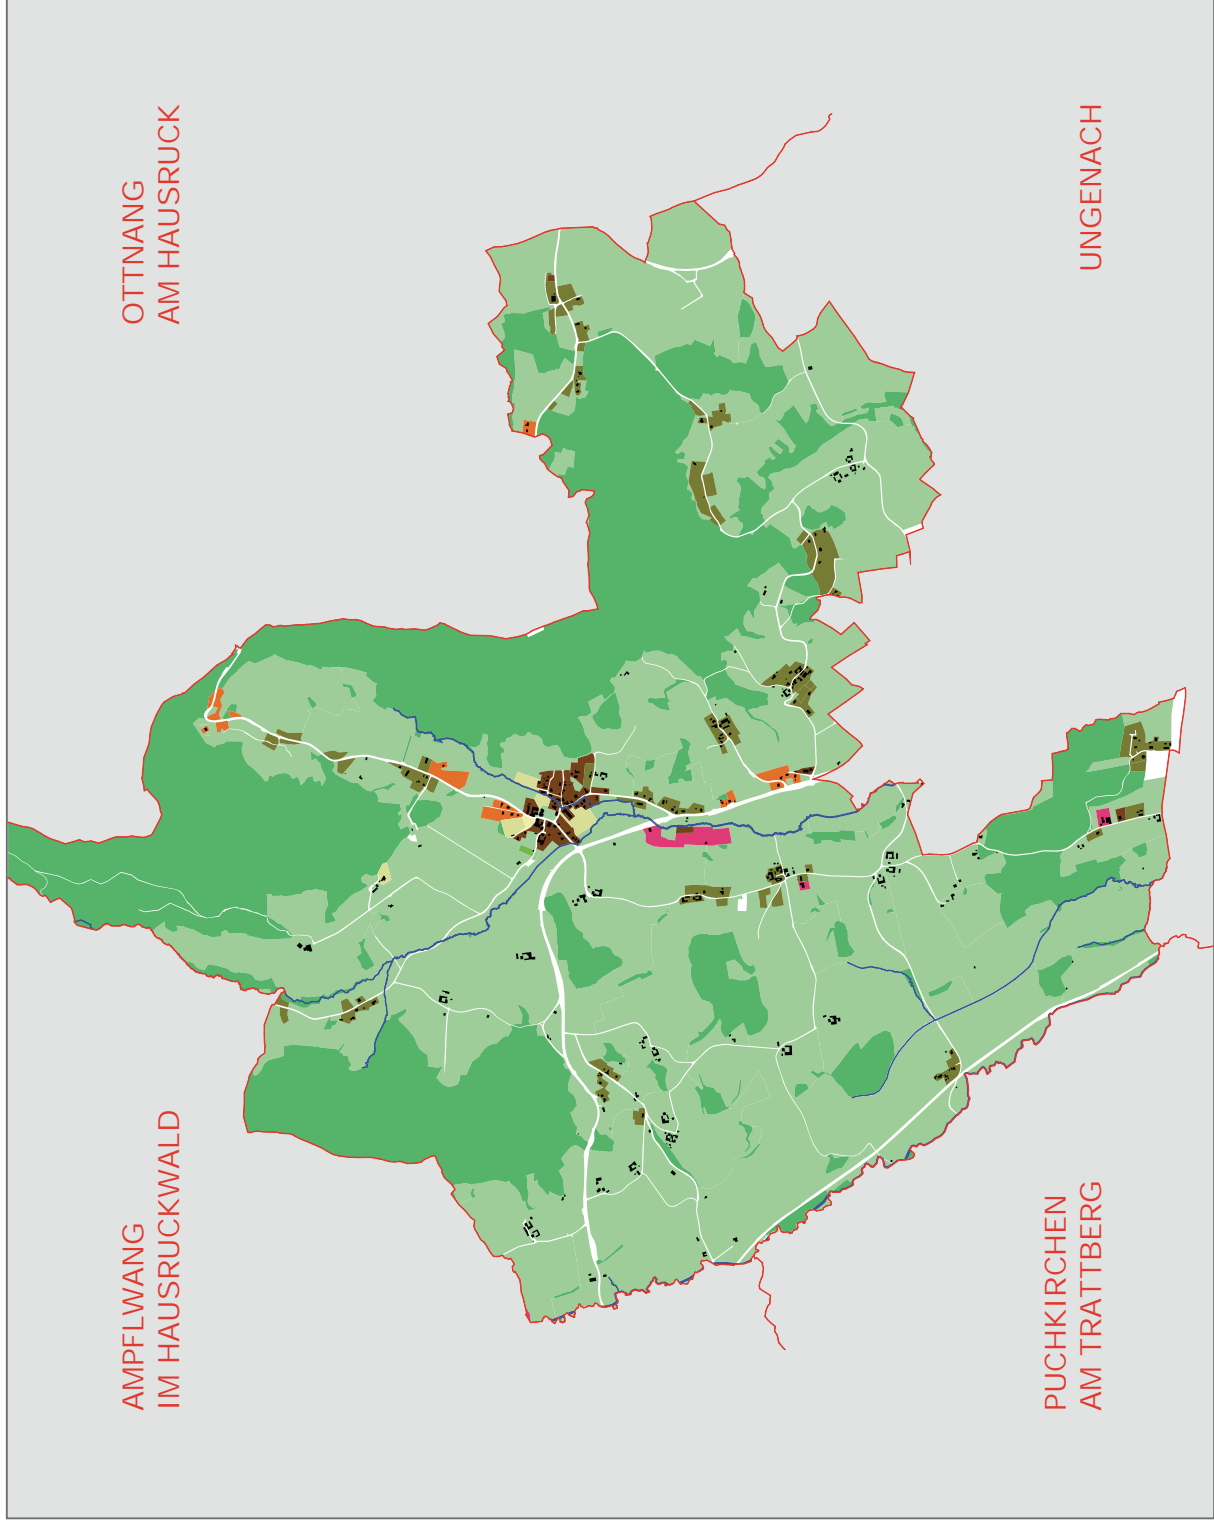 AMPFLWANG
IM HAUSRUCKWALD
OTTNANG
AM HAUSRUCK
PUCHKIRCHEN
AM TRATTBERG
UNGENACH